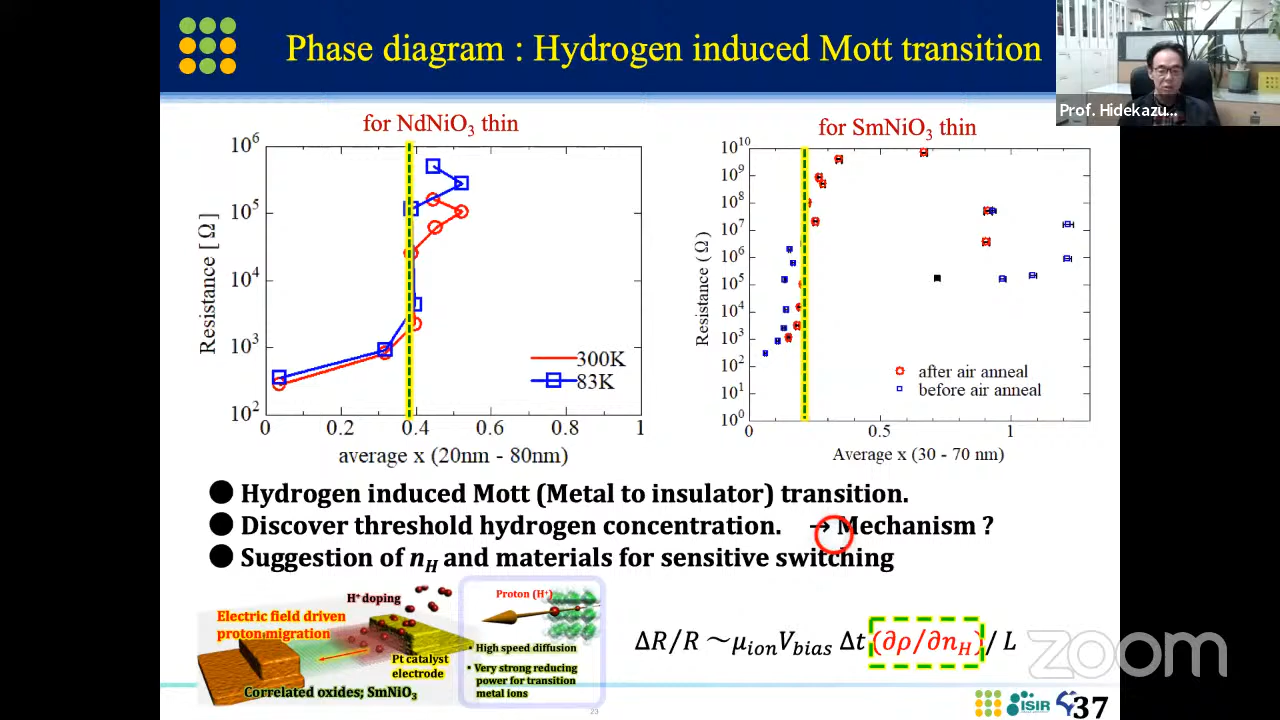 Phase diagram : Hydrogen induced Mott transition
Prof. Hidekazu...
for NdNiO3 thin
for SmNiO3 thin
Resistance [ Ω ]
10^6
10^5
10^4
10^3
10^2
0 0.2 0.4 0.6 0.8 1
average x (20nm - 80nm)
300K
83K
Resistance ( Ω )
10^10
10^9
10^8
10^7
10^6
10^5
10^4
10^3
10^2
10^1
10^0
0 0.5 1
Average x (30 - 70 nm)
after air anneal
before air anneal
● Hydrogen induced Mott (Metal to insulator) transition.
● Discover threshold hydrogen concentration. → Mechanism ?
● Suggestion of n_H and materials for sensitive switching
H+ doping
Electric field driven
proton migration
Pt catalyst
electrode
Correlated oxides; SmNiO3
Proton (H+)
• High speed diffusion
• Very strong reducing
power for transition
metal ions
ΔR/R ～ μ_ion V_bias Δt (∂ρ/∂n_H) / L
zoom
23
ISIR
37